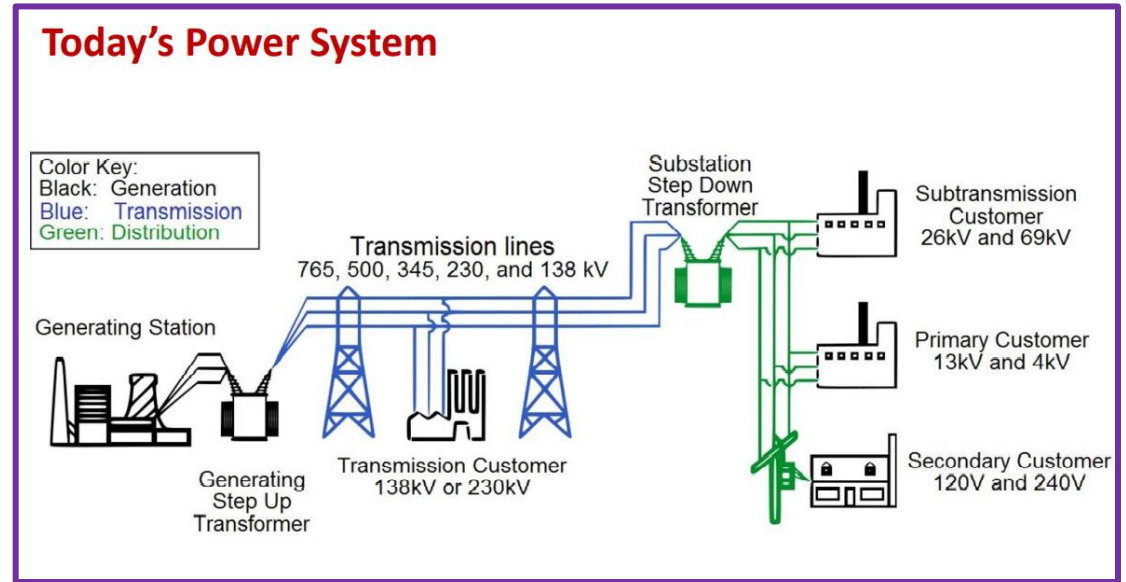 Today’s Power System
Color Key:
Black: Generation
Blue: Transmission
Green: Distribution
Substation
Step Down
Transformer
Subtransmission
Customer
26kV and 69kV
Transmission lines
765, 500, 345, 230, and 138 kV
Generating Station
Primary Customer
13kV and 4kV
Transmission Customer
138kV or 230kV
Generating
Step Up
Transformer
Secondary Customer
120V and 240V